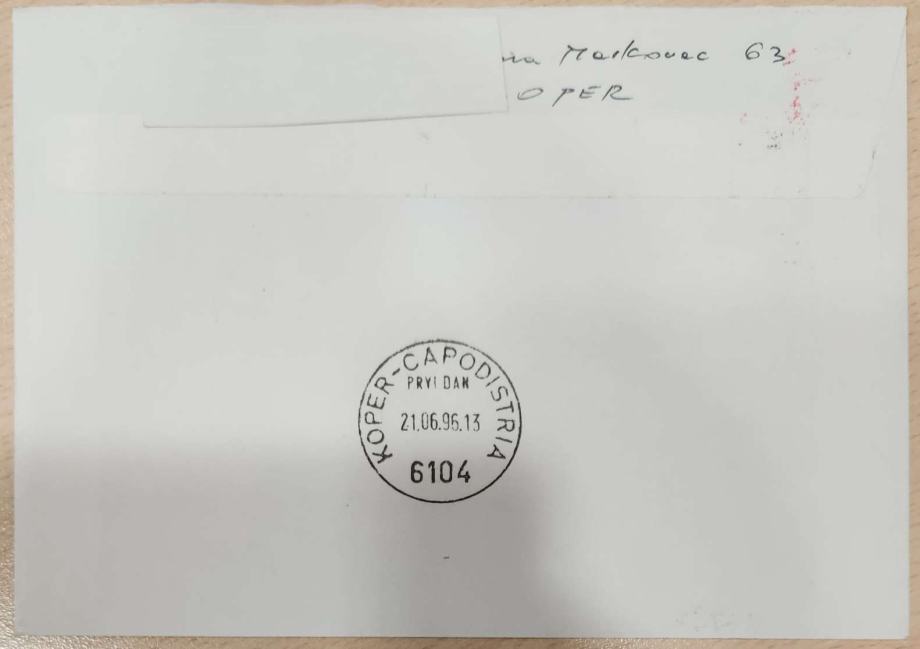 Markovec 63
OPER
KOPER-CAPODISTRIA
PRVI DAN
21.06.96.13
6104